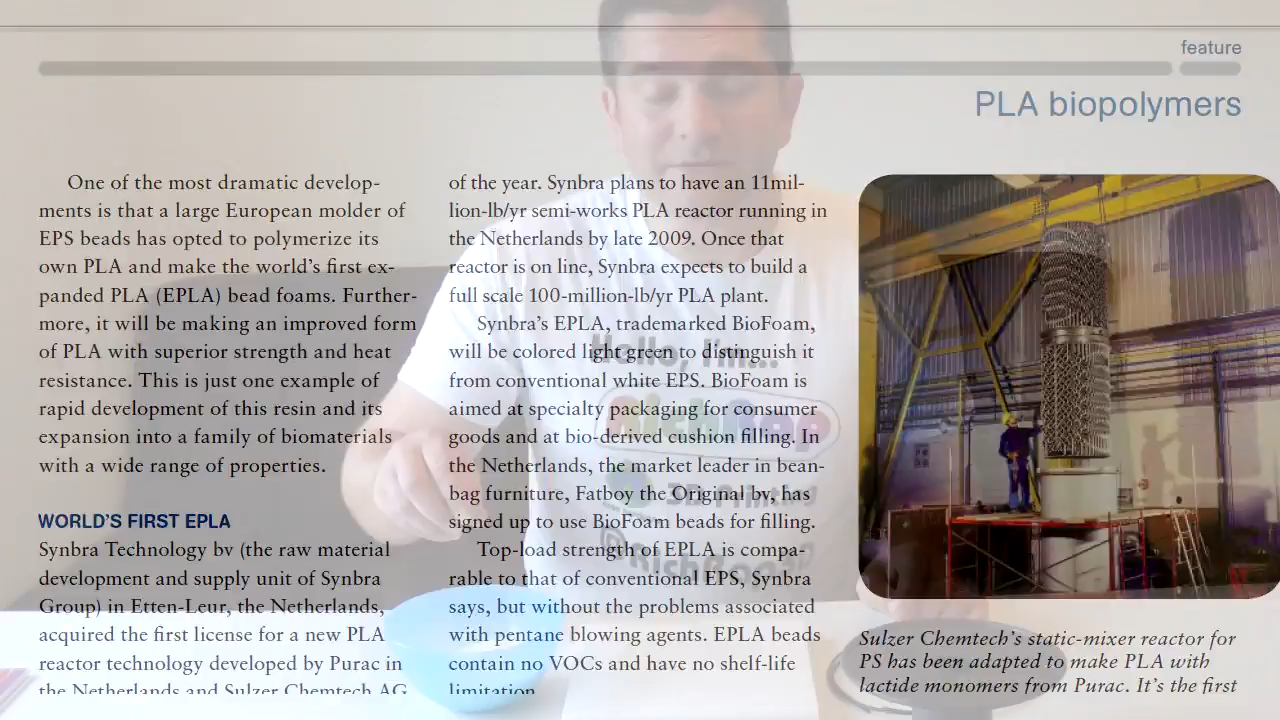 feature
PLA biopolymers
One of the most dramatic develop-
ments is that a large European molder of
EPS beads has opted to polymerize its
own PLA and make the world's first ex-
panded PLA (EPLA) bead foams. Further-
more, it will be making an improved form
of PLA with superior strength and heat
resistance. This is just one example of
rapid development of this resin and its
expansion into a family of biomaterials
with a wide range of properties.
WORLD'S FIRST EPLA
Synbra Technology bv (the raw material
development and supply unit of Synbra
Group) in Etten-Leur, the Netherlands,
acquired the first license for a new PLA
reactor technology developed by Purac in
the Netherlands and Sulzer Chemtech AG
of the year. Synbra plans to have an 11mil-
lion-lb/yr semi-works PLA reactor running in
the Netherlands by late 2009. Once that
reactor is on line, Synbra expects to build a
full scale 100-million-lb/yr PLA plant.
Synbra's EPLA, trademarked BioFoam,
will be colored light green to distinguish it
from conventional white EPS. BioFoam is
aimed at specialty packaging for consumer
goods and at bio-derived cushion filling. In
the Netherlands, the market leader in bean-
bag furniture, Fatboy the Original bv, has
signed up to use BioFoam beads for filling.
Top-load strength of EPLA is compa-
rable to that of conventional EPS, Synbra
says, but without the problems associated
with pentane blowing agents. EPLA beads
contain no VOCs and have no shelf-life
limitation.
Sulzer Chemtech's static-mixer reactor for
PS has been adapted to make PLA with
lactide monomers from Purac. It's the first
Hello, I'm...
RichRap
3D Printing